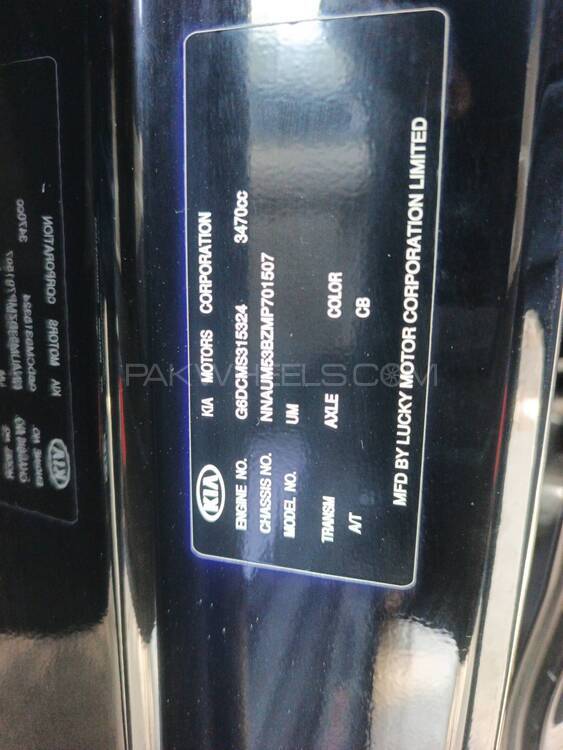 KIA KIA MOTORS CORPORATION
ENGINE NO. G6DCMS315324 3470cc
CHASSIS NO. NNAUM53BZMP701507
MODEL NO. UM
TRANSM AXLE COLOR
A/T CB
MFD BY LUCKY MOTOR CORPORATION LIMITED
PAKWHEELS.COM